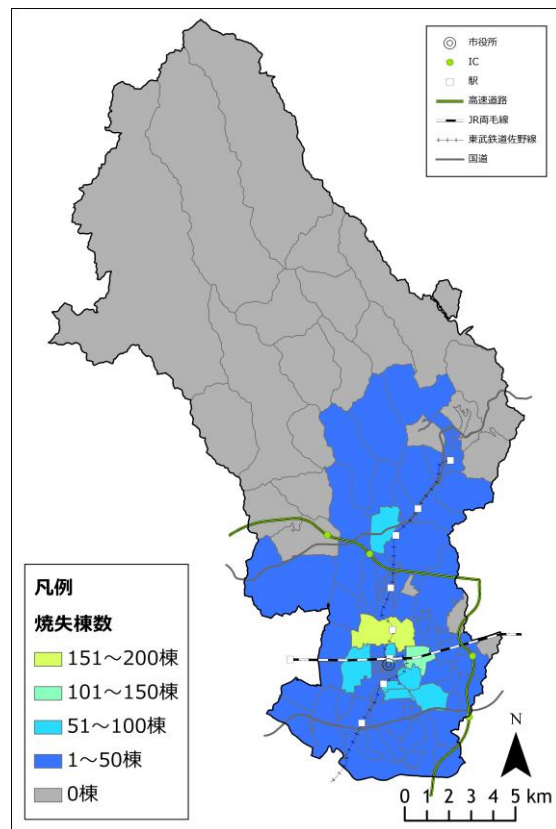 市役所
IC
駅
高速道路
JR両毛線
東武鉄道佐野線
国道
凡例
焼失棟数
151~200棟
101~150棟
51~100棟
1~50棟
0棟
N
0 1 2 3 4 5 km